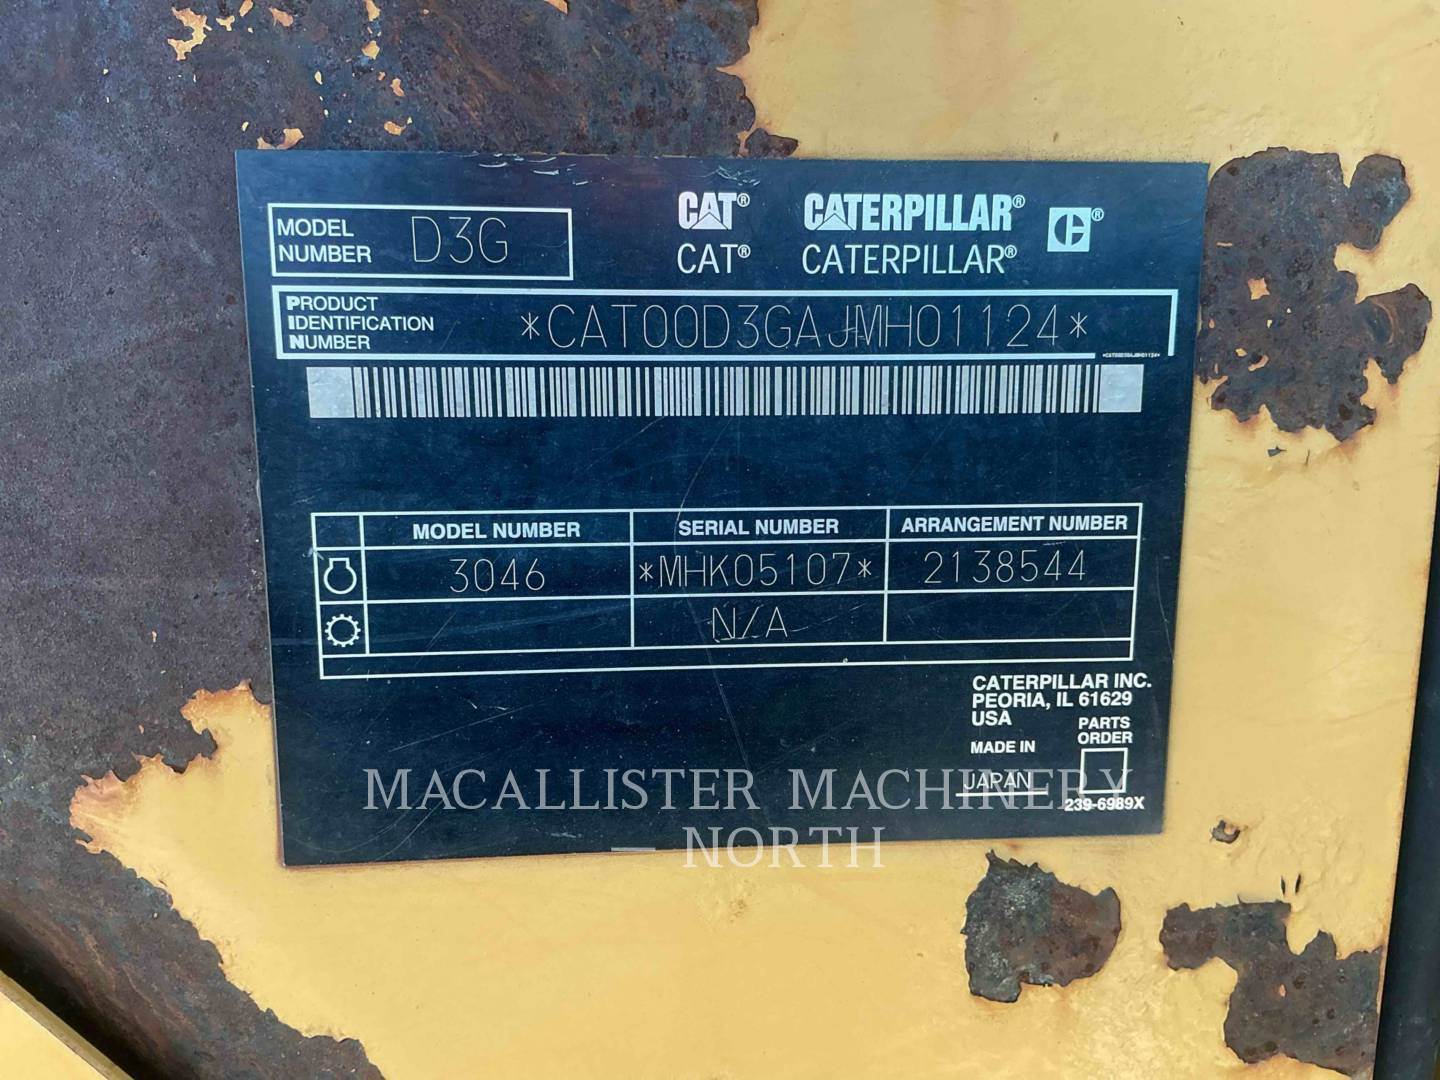 MODEL NUMBER D3G
CAT® CATERPILLAR® C®
CAT® CATERPILLAR®
PRODUCT IDENTIFICATION NUMBER *CAT00D3GAJMH01124*
*CAT00D3GAJMH01124*
MODEL NUMBER SERIAL NUMBER ARRANGEMENT NUMBER
3046 *MHK05107* 2138544
N/A
CATERPILLAR INC.
PEORIA, IL 61629
USA
MADE IN
JAPAN
PARTS
ORDER
239-6989X
MACALLISTER MACHINERY
— NORTH